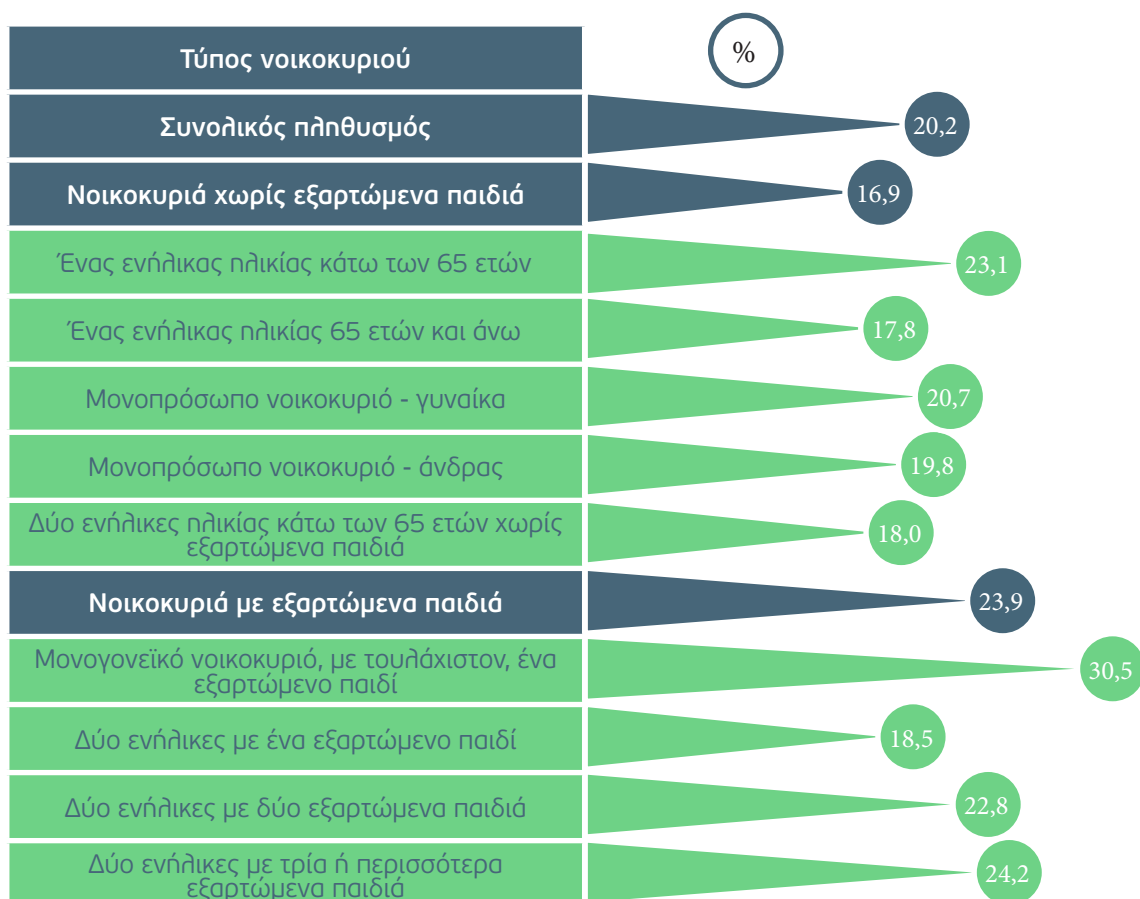 Τύπος νοικοκυριού
%
Συνολικός πληθυσμός
20,2
Νοικοκυριά χωρίς εξαρτώμενα παιδιά
16,9
Ένας ενήλικας ηλικίας κάτω των 65 ετών
23,1
Ένας ενήλικας ηλικίας 65 ετών και άνω
17,8
Μονοπρόσωπο νοικοκυριό - γυναίκα
20,7
Μονοπρόσωπο νοικοκυριό - άνδρας
19,8
Δύο ενήλικες ηλικίας κάτω των 65 ετών χωρίς
εξαρτώμενα παιδιά
18,0
Νοικοκυριά με εξαρτώμενα παιδιά
23,9
Μονογονεϊκό νοικοκυριό, με τουλάχιστον, ένα
εξαρτώμενο παιδί
30,5
Δύο ενήλικες με ένα εξαρτώμενο παιδί
18,5
Δύο ενήλικες με δύο εξαρτώμενα παιδιά
22,8
Δύο ενήλικες με τρία ή περισσότερα
εξαρτώμενα παιδιά
24,2